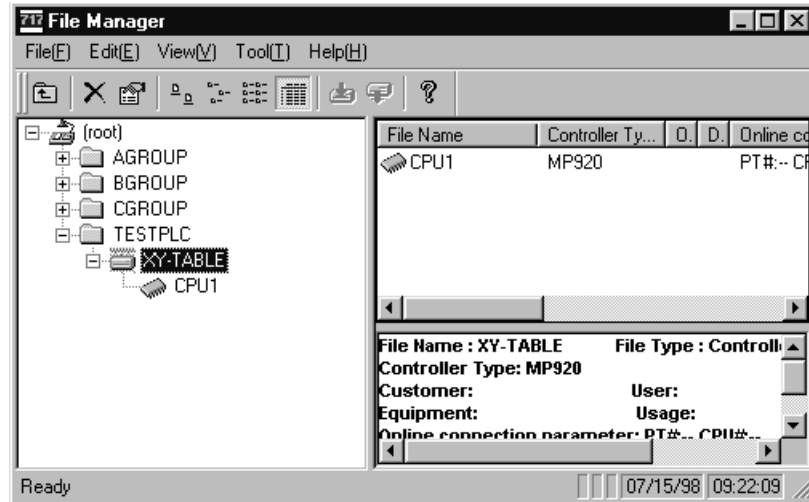 717 File Manager
File(F) Edit(E) View(V) Tool(T) Help(H)
(root)
AGROUP
BGROUP
CGROUP
TESTPLC
XY-TABLE
CPU1
File Name Controller Ty... O. D. Online co
CPU1 MP920 PT#:-- CP
File Name : XY-TABLE File Type : Controll
Controller Type: MP920
Customer: User:
Equipment: Usage:
Online connection parameter: PT#:-- CPU#:--
Ready 07/15/98 09:22:09